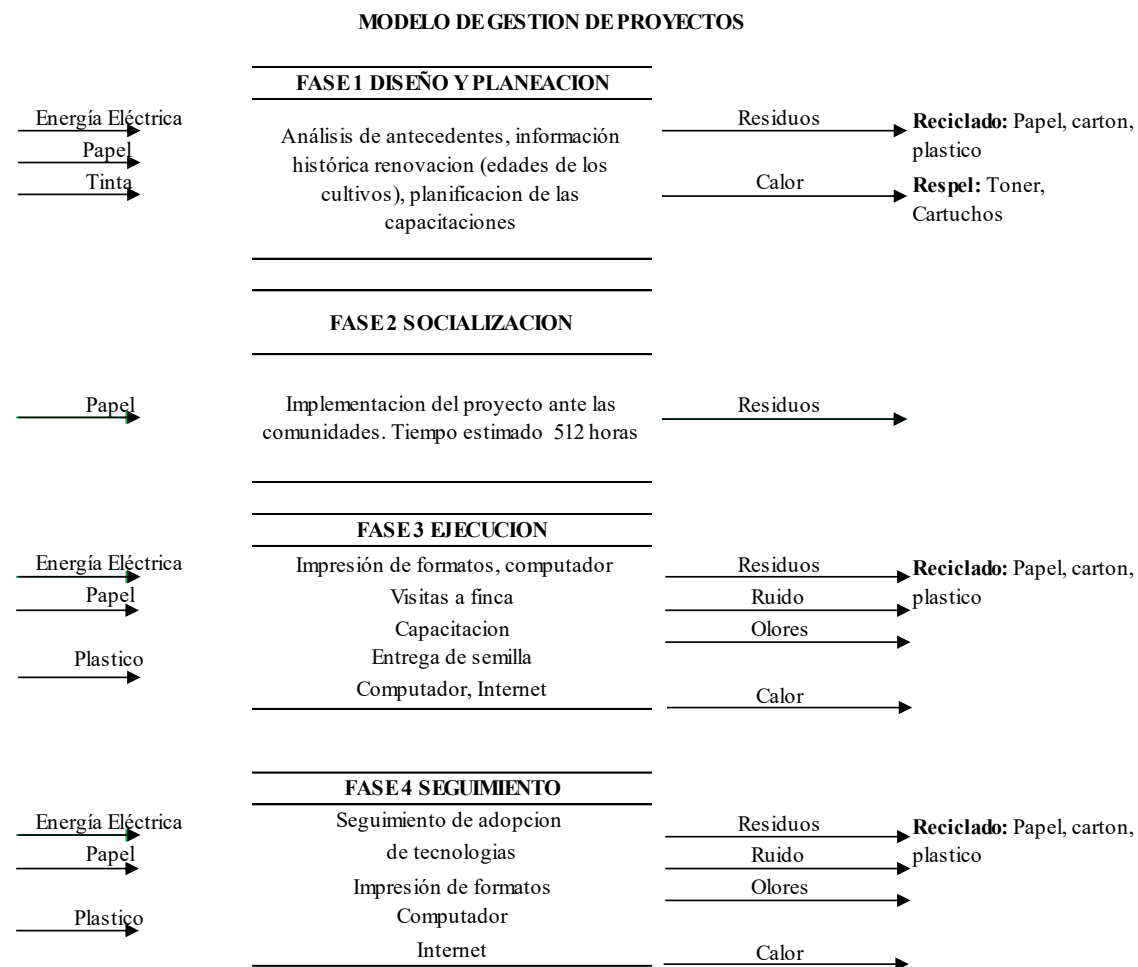 MODELO DE GESTION DE PROYECTOS
FASE 1 DISEÑO Y PLANEACION
Energía Eléctrica
Papel
Tinta
Análisis de antecedentes, información
histórica renovacion (edades de los
cultivos), planificacion de las
capacitaciones
Residuos
Calor
Reciclado: Papel, carton,
plastico
Respel: Toner,
Cartuchos
FASE 2 SOCIALIZACION
Papel
Implementacion del proyecto ante las
comunidades. Tiempo estimado 512 horas
Residuos
FASE 3 EJECUCION
Energía Eléctrica
Papel
Plastico
Impresión de formatos, computador
Visitas a finca
Capacitacion
Entrega de semilla
Computador, Internet
Residuos
Ruido
Olores
Calor
Reciclado: Papel, carton,
plastico
FASE 4 SEGUIMIENTO
Energía Eléctrica
Papel
Plastico
Seguimiento de adopcion
de tecnologias
Impresión de formatos
Computador
Internet
Residuos
Ruido
Olores
Calor
Reciclado: Papel, carton,
plastico